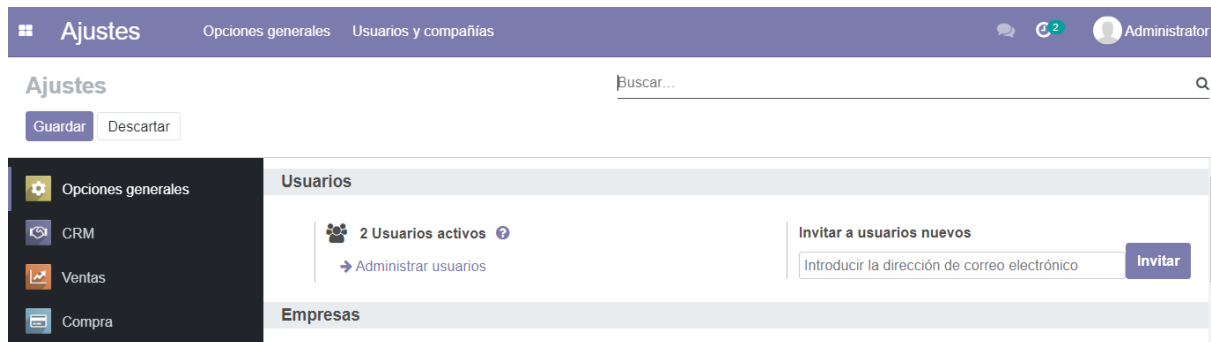 Ajustes Opciones generales Usuarios y compañías 2 Administrator
Ajustes Buscar...
Guardar Descartar
Opciones generales
CRM
Ventas
Compra
Usuarios
2 Usuarios activos ?
Administrar usuarios
Invitar a usuarios nuevos
Introducir la dirección de correo electrónico Invitar
Empresas